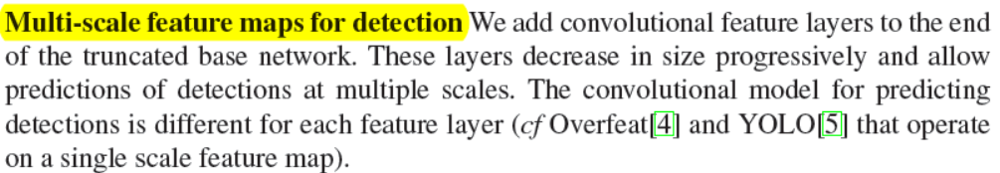 Multi-scale feature maps for detection We add convolutional feature layers to the end
of the truncated base network. These layers decrease in size progressively and allow
predictions of detections at multiple scales. The convolutional model for predicting
detections is different for each feature layer (cf Overfeat[4] and YOLO[5] that operate
on a single scale feature map).